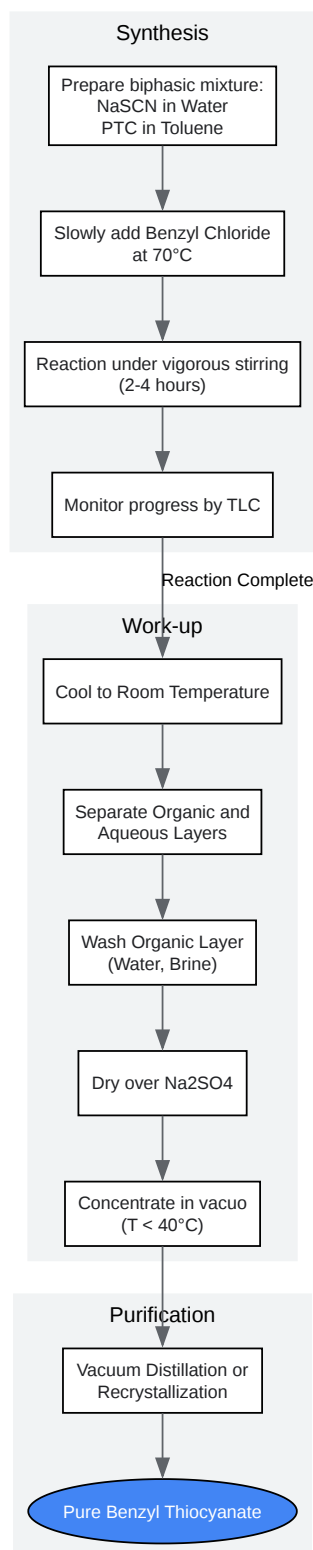 Synthesis
Prepare biphasic mixture:
NaSCN in Water
PTC in Toluene
Slowly add Benzyl Chloride
at 70°C
Reaction under vigorous stirring
(2-4 hours)
Monitor progress by TLC
Reaction Complete
Work-up
Cool to Room Temperature
Separate Organic and
Aqueous Layers
Wash Organic Layer
(Water, Brine)
Dry over Na2SO4
Concentrate in vacuo
(T < 40°C)
Purification
Vacuum Distillation or
Recrystallization
Pure Benzyl Thiocyanate